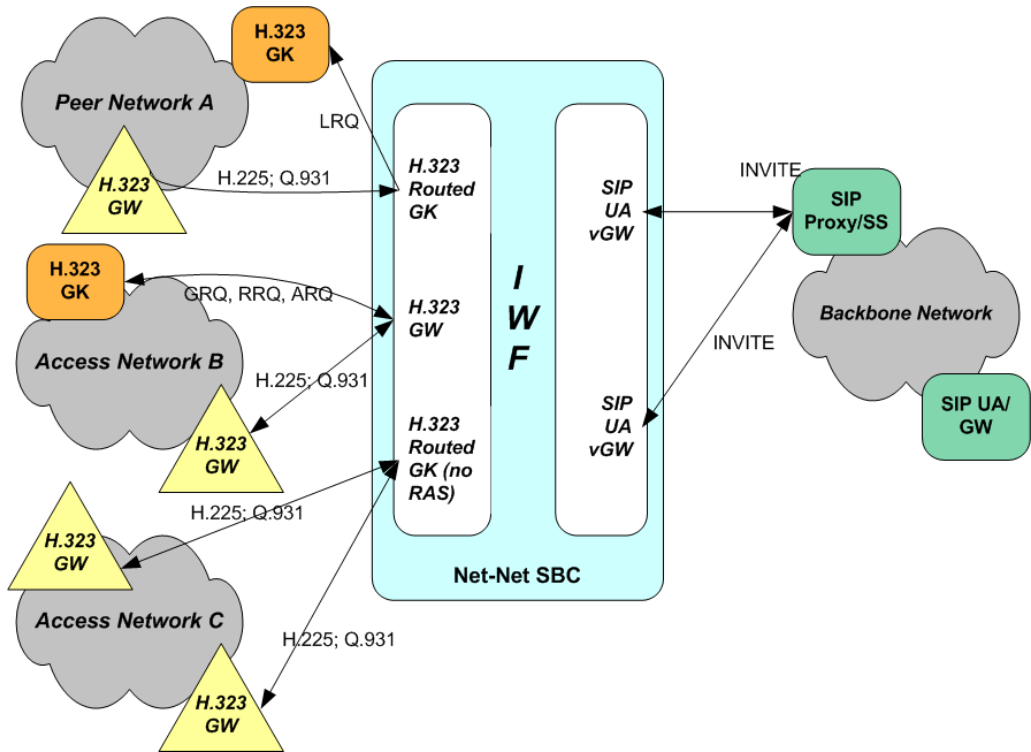 H.323
GK
Peer Network A
LRQ
H.323
GW
H.225; Q.931
H.323
GK
GRQ, RRQ, ARQ
Access Network B
H.225; Q.931
H.323
GW
H.323
GW
H.225; Q.931
Access Network C
H.225; Q.931
H.323
GW
H.323
Routed
GK
H.323
GW
H.323
Routed
GK (no
RAS)
I
W
F
SIP
UA
vGW
SIP
UA
vGW
Net-Net SBC
INVITE
SIP
Proxy/SS
INVITE
Backbone Network
SIP UA/
GW